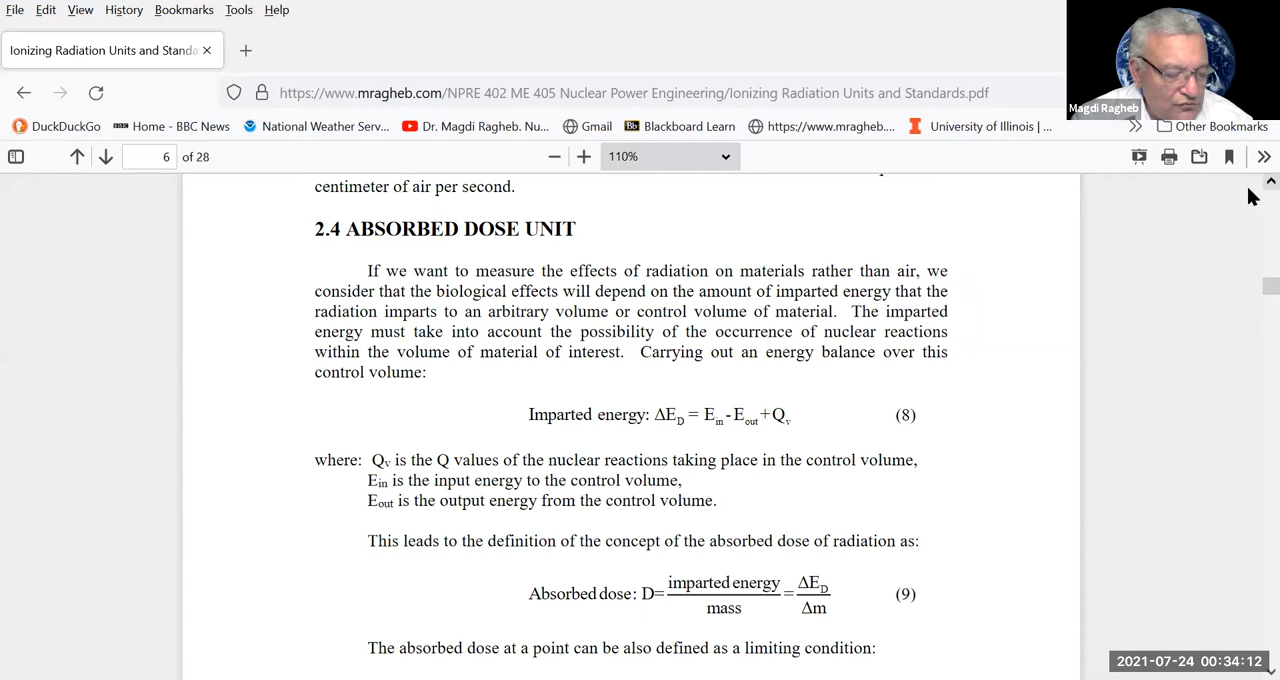 File Edit View History Bookmarks Tools Help
Ionizing Radiation Units and Standa
https://www.mragheb.com/NPRE 402 ME 405 Nuclear Power Engineering/Ionizing Radiation Units and Standards.pdf
Magdi Ragheb
DuckDuckGo BBC Home - BBC News National Weather Serv... Dr. Magdi Ragheb. Nu... Gmail Bb Blackboard Learn https://www.mragheb.... University of Illinois |... Other Bookmarks
6 of 28 110%
centimeter of air per second.
2.4 ABSORBED DOSE UNIT
If we want to measure the effects of radiation on materials rather than air, we
consider that the biological effects will depend on the amount of imparted energy that the
radiation imparts to an arbitrary volume or control volume of material. The imparted
energy must take into account the possibility of the occurrence of nuclear reactions
within the volume of material of interest. Carrying out an energy balance over this
control volume:
Imparted energy: ΔE_D = E_in - E_out + Q_v (8)
where: Q_v is the Q values of the nuclear reactions taking place in the control volume,
E_in is the input energy to the control volume,
E_out is the output energy from the control volume.
This leads to the definition of the concept of the absorbed dose of radiation as:
Absorbed dose: D = imparted energy / mass = ΔE_D / Δm (9)
The absorbed dose at a point can be also defined as a limiting condition:
2021-07-24 00:34:12